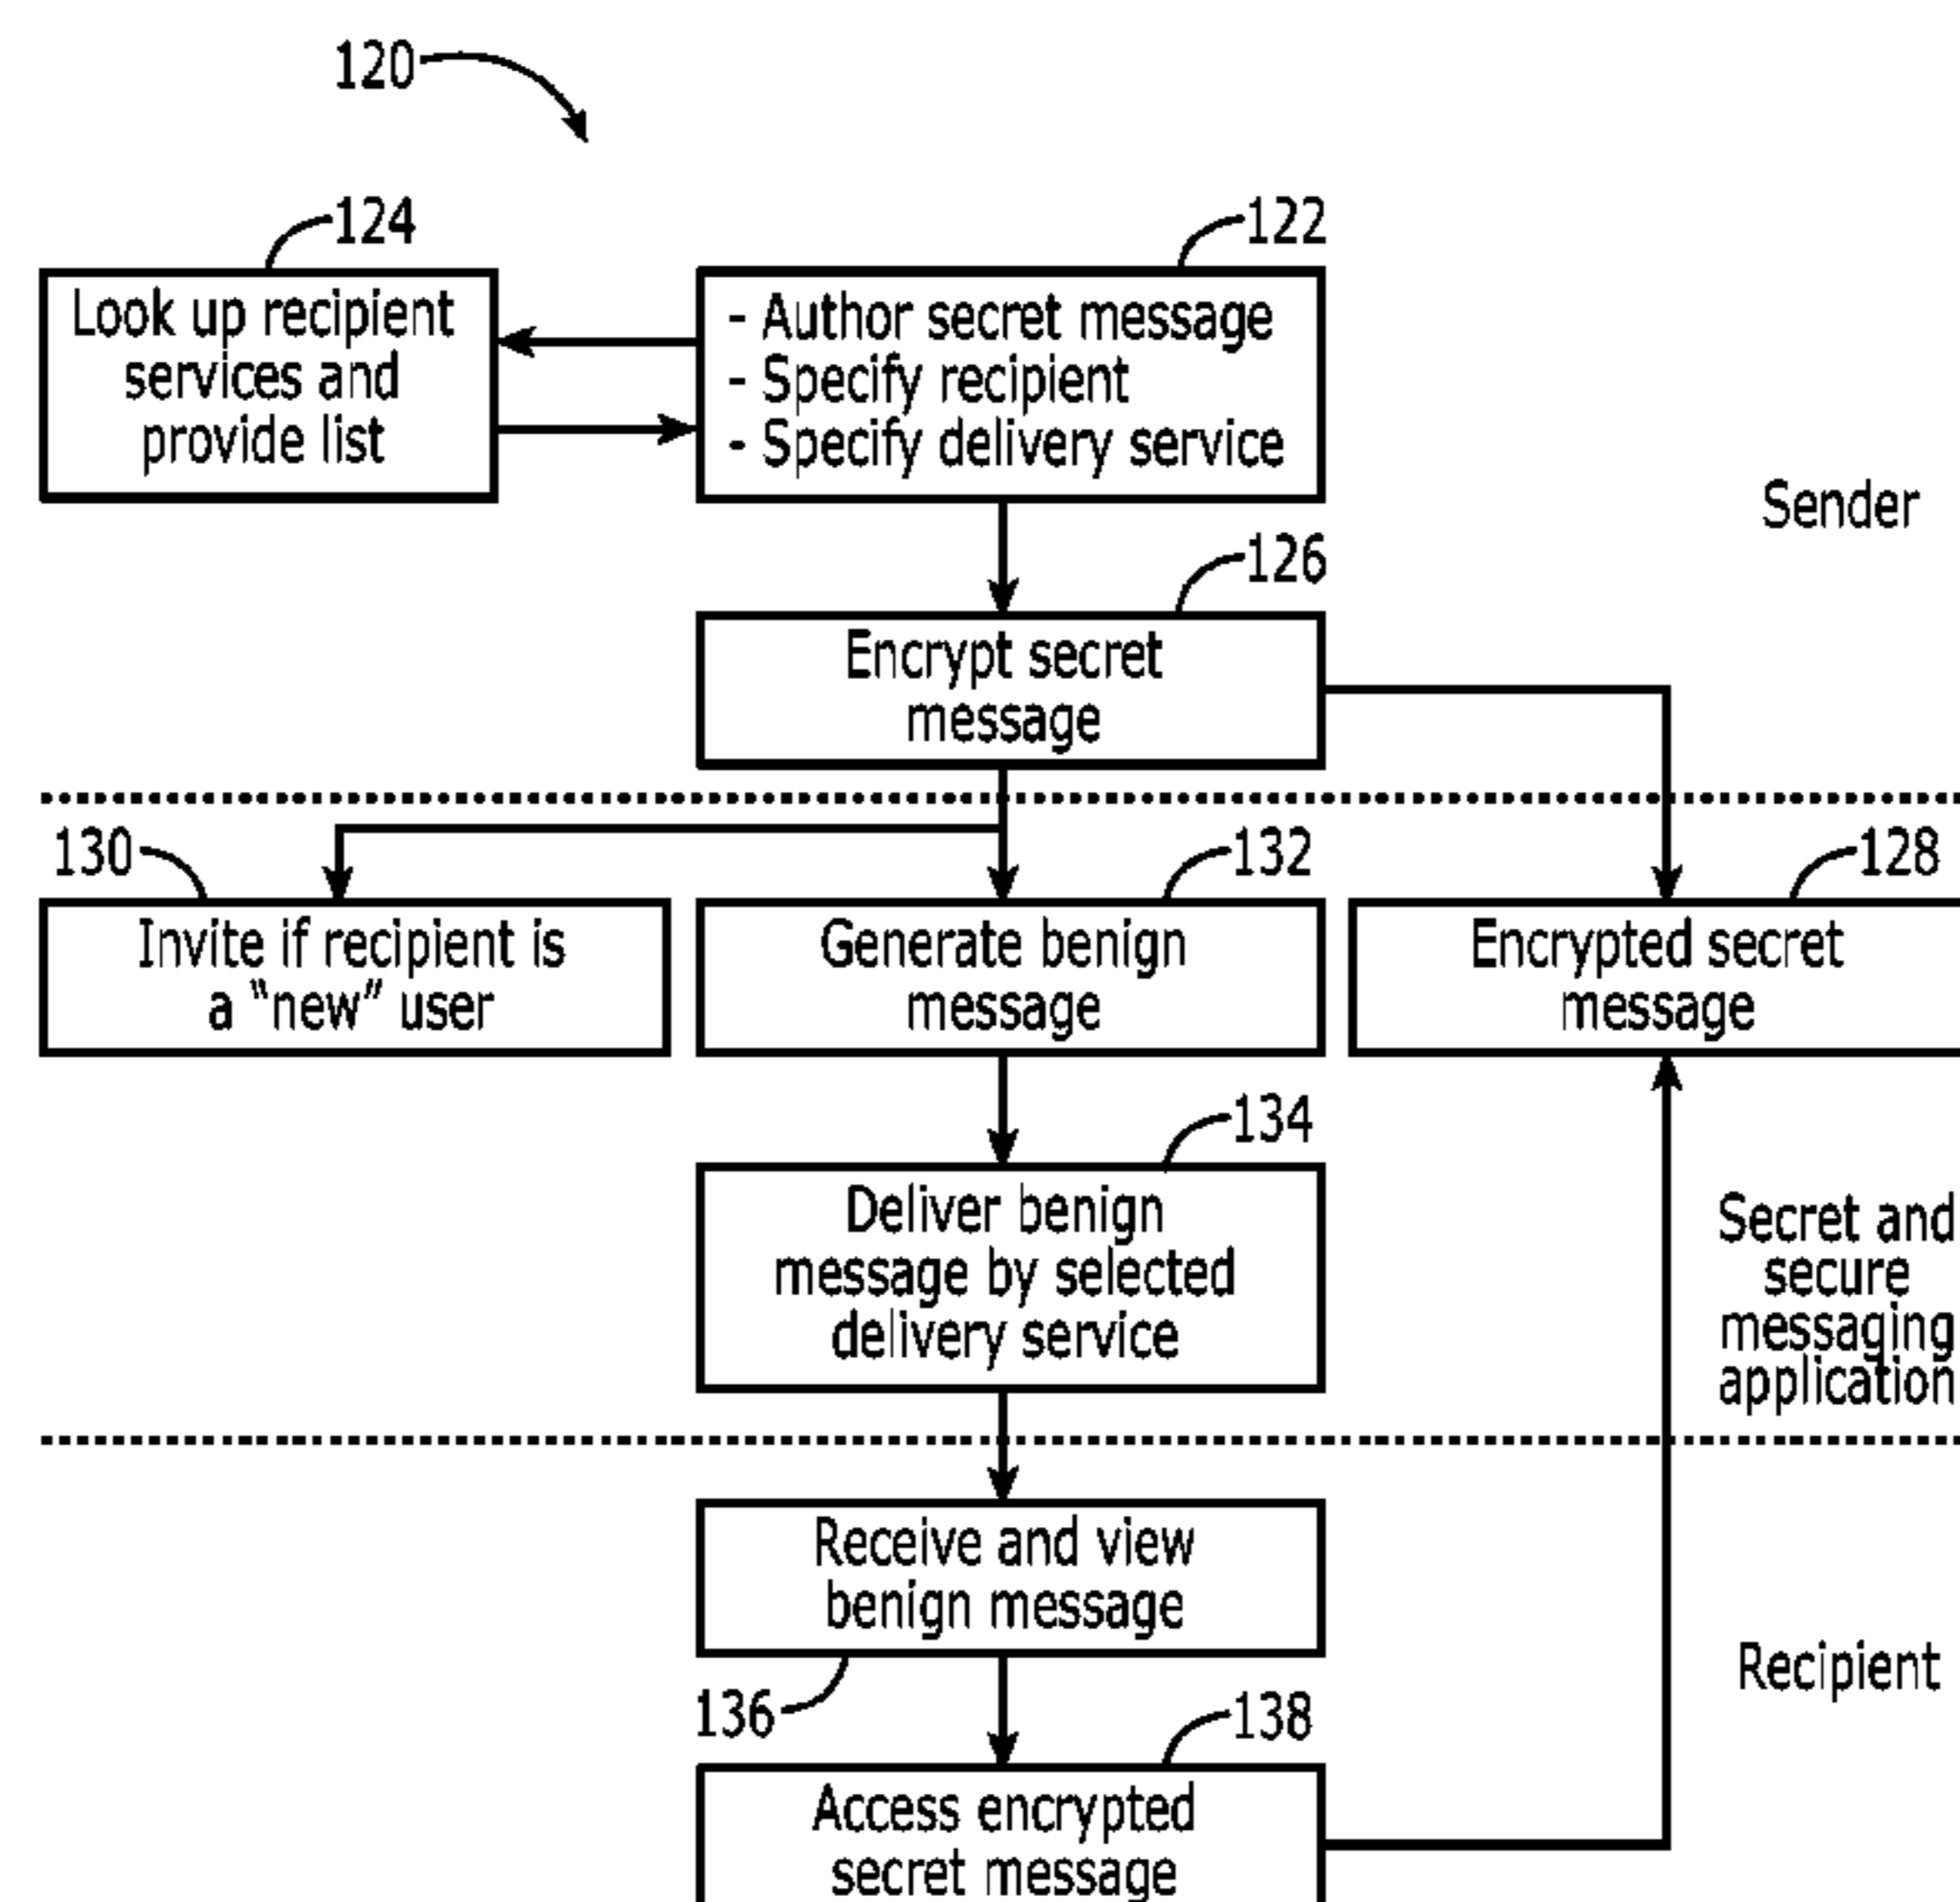 120
124
122
Look up recipient
services and
provide list
- Author secret message
- Specify recipient
- Specify delivery service
Sender
126
Encrypt secret
message
130
132
128
Invite if recipient is
a “new” user
Generate benign
message
Encrypted secret
message
134
Deliver benign
message by selected
delivery service
Secret and
secure
messaging
application
Receive and view
benign message
Recipient
136
138
Access encrypted
secret message